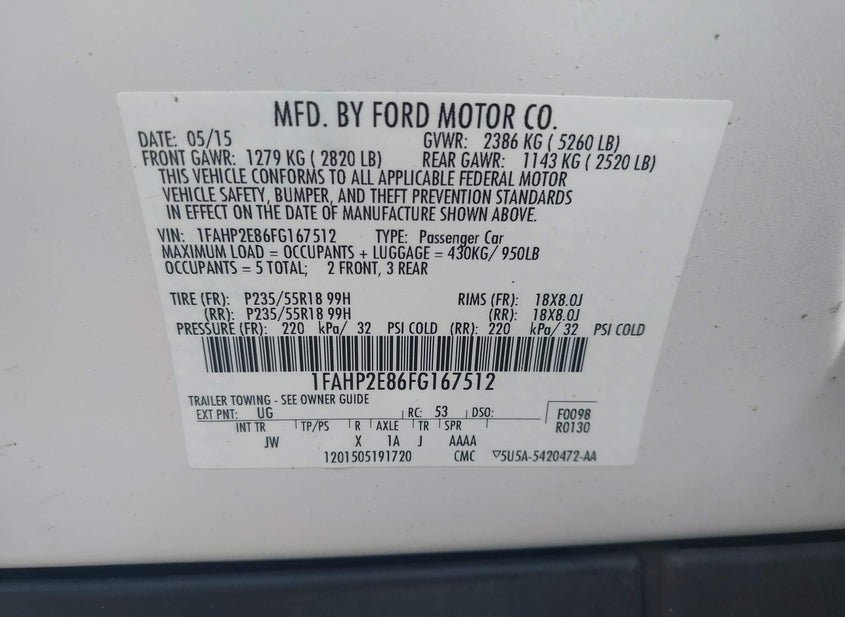 MFD. BY FORD MOTOR CO.
DATE: 05/15 GVWR: 2386 KG ( 5260 LB)
FRONT GAWR: 1279 KG ( 2820 LB) REAR GAWR: 1143 KG ( 2520 LB)
THIS VEHICLE CONFORMS TO ALL APPLICABLE FEDERAL MOTOR
VEHICLE SAFETY, BUMPER, AND THEFT PREVENTION STANDARDS
IN EFFECT ON THE DATE OF MANUFACTURE SHOWN ABOVE.
VIN: 1FAHP2E86FG167512 TYPE: Passenger Car
MAXIMUM LOAD = OCCUPANTS + LUGGAGE = 430KG/ 950LB
OCCUPANTS = 5 TOTAL; 2 FRONT, 3 REAR
TIRE (FR): P235/55R18 99H RIMS (FR): 18X8.0J
(RR): P235/55R18 99H (RR): 18X8.0J
PRESSURE (FR): 220 kPa/ 32 PSI COLD (RR): 220 kPa/ 32 PSI COLD
1FAHP2E86FG167512
TRAILER TOWING - SEE OWNER GUIDE
EXT PNT: UG RC: 53 DSO: F0098
INT TR TP/PS R AXLE TR SPR R0130
JW X 1A J AAAA
1201505191720 CMC ▽5U5A-5420472-AA